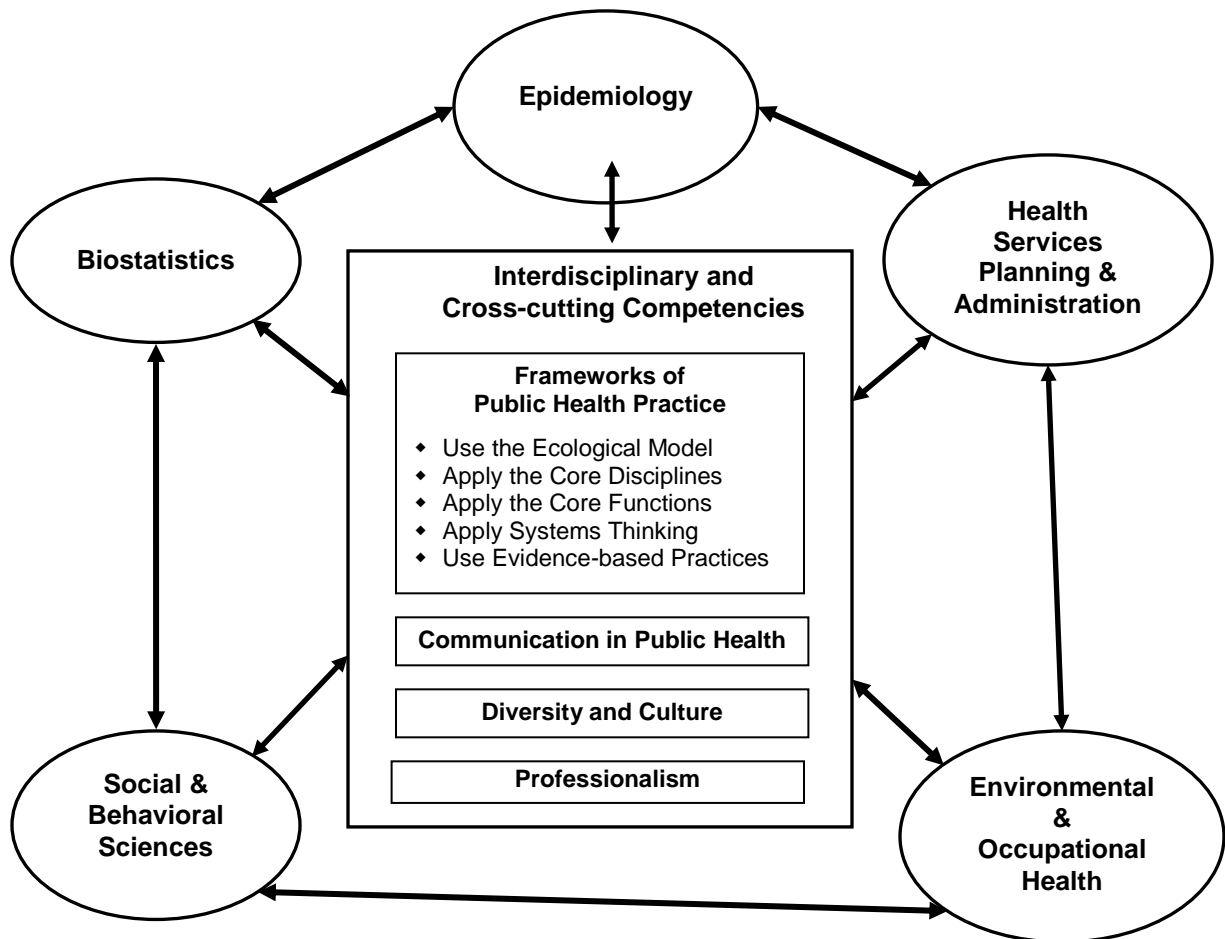 Epidemiology
Biostatistics
Health
Services
Planning &
Administration
Interdisciplinary and
Cross-cutting Competencies
Frameworks of
Public Health Practice
◆ Use the Ecological Model
◆ Apply the Core Disciplines
◆ Apply the Core Functions
◆ Apply Systems Thinking
◆ Use Evidence-based Practices
Communication in Public Health
Diversity and Culture
Professionalism
Social &
Behavioral
Sciences
Environmental
&
Occupational
Health